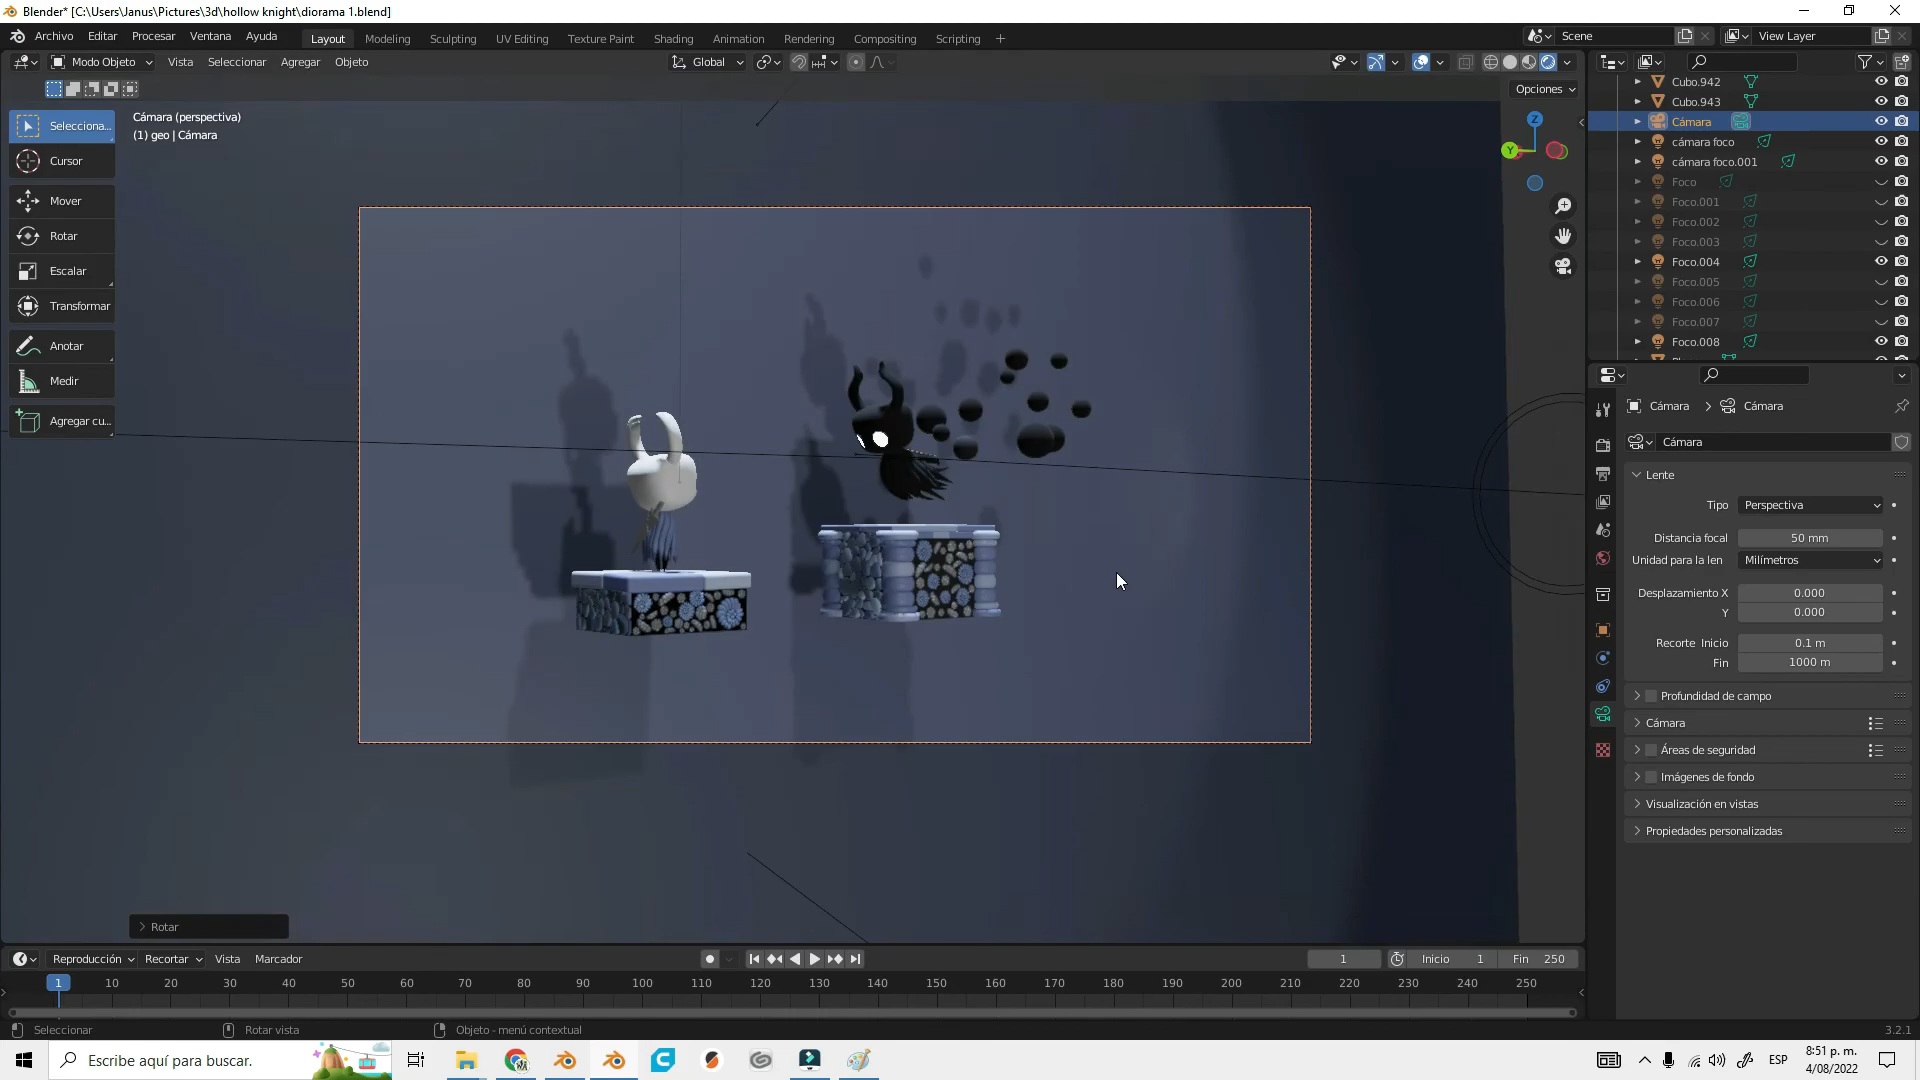 Blender* [C:\Users\Janus\Pictures\3d\hollow knight\diorama 1.blend]
Archivo Editar Procesar Ventana Ayuda Layout Modeling Sculpting UV Editing Texture Paint Shading Animation Rendering Compositing Scripting + Scene View Layer
Modo Objeto Vista Seleccionar Agregar Objeto Global
Opciones
Cubo.942
Cubo.943
Cámara
cámara foco
cámara foco.001
Foco
Foco.001
Foco.002
Foco.003
Foco.004
Foco.005
Foco.006
Foco.007
Foco.008
Cámara (perspectiva)
(1) geo | Cámara
Z
Y
Selecciona...
Cursor
Mover
Rotar
Escalar
Transformar
Anotar
Medir
Agregar cu...
Cámara > Cámara
Cámara
Lente
Tipo Perspectiva
Distancia focal 50 mm
Unidad para la len Milímetros
Desplazamiento X 0.000
Y 0.000
Recorte Inicio 0.1 m
Fin 1000 m
Profundidad de campo
Cámara
Áreas de seguridad
Imágenes de fondo
Visualización en vistas
Propiedades personalizadas
Rotar
Reproducción Recortar Vista Marcador 1 Inicio 1 Fin 250
1 10 20 30 40 50 60 70 80 90 100 110 120 130 140 150 160 170 180 190 200 210 220 230 240 250
Seleccionar Rotar vista Objeto - menú contextual 3.2.1
Escribe aquí para buscar. ESP 8:51 p. m.
4/08/2022